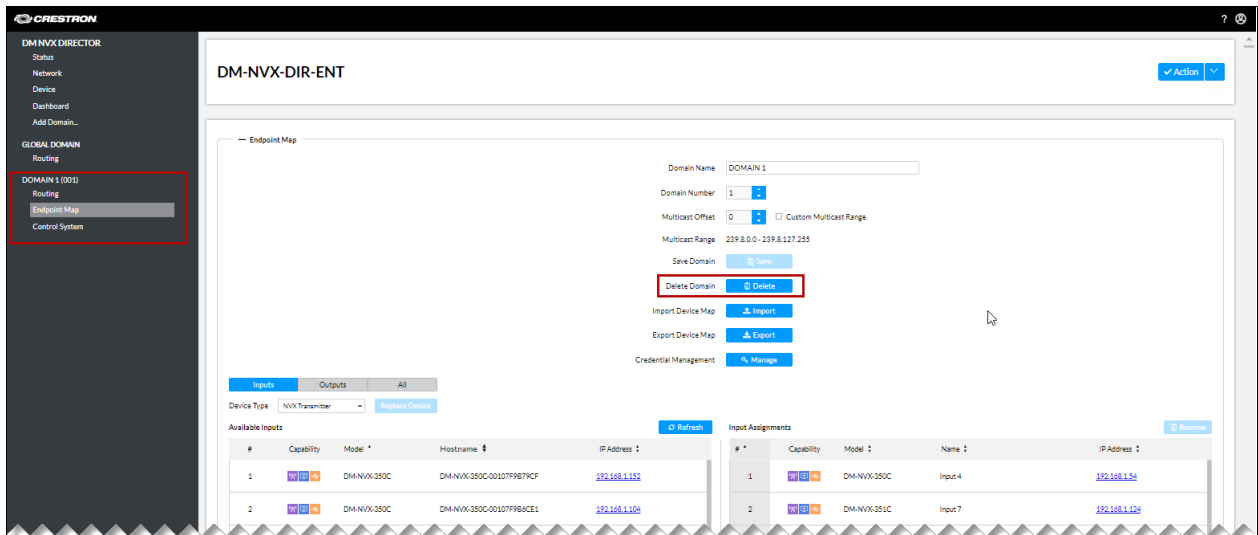 CRESTRON
?
DM NVX DIRECTOR
Status
Network
Device
Dashboard
Add Domain...
GLOBAL DOMAIN
Routing
DOMAIN 1 (001)
Routing
Endpoint Map
Control System
DM-NVX-DIR-ENT
Action
Endpoint Map
Domain Name DOMAIN 1
Domain Number 1
Multicast Offset 0 Custom Multicast Range
Multicast Range 239.8.0.0 - 239.8.127.255
Save Domain Save
Delete Domain Delete
Import Device Map Import
Export Device Map Export
Credential Management Manage
Inputs Outputs All
Device Type NVX Transmitter Replace Device
Available Inputs Refresh Input Assignments Remove
# Capability Model Hostname IP Address # Capability Model Name IP Address
1 DM-NVX-350C DM-NVX-350C-00107F9B79CF 192.168.1.152 1 DM-NVX-350C Input 4 192.168.1.54
2 DM-NVX-350C DM-NVX-350C-00107F9B6CE1 192.168.1.104 2 DM-NVX-351C Input 7 192.168.1.124